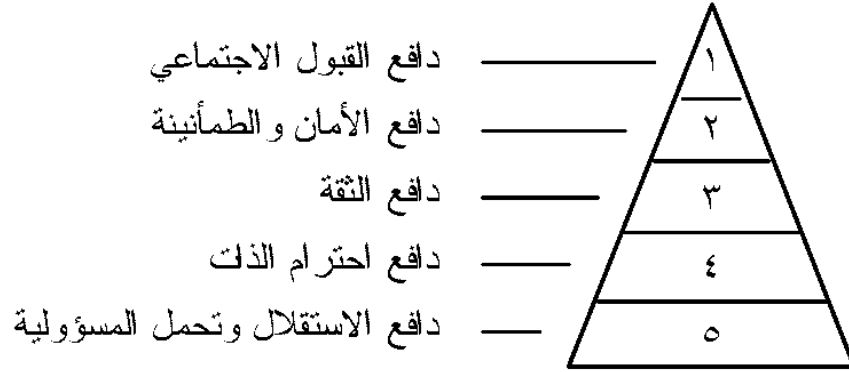 دافع القبول الاجتماعي ١
دافع الأمان والطمأنينة ٢
دافع الثقة ٣
دافع احترام الذات ٤
دافع الاستقلال وتحمل المسؤولية ٥